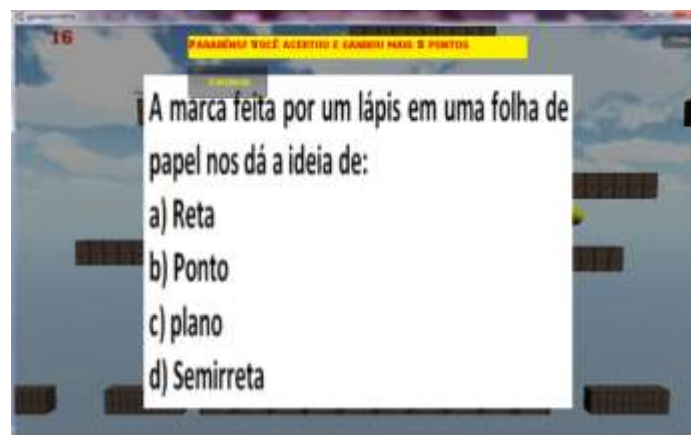 16
PARABÉNS! VOCÊ ACERTOU E GANHOU MAIS 5 PONTOS
A marca feita por um lápis em uma folha de
papel nos dá a ideia de:
a) Reta
b) Ponto
c) plano
d) Semirreta